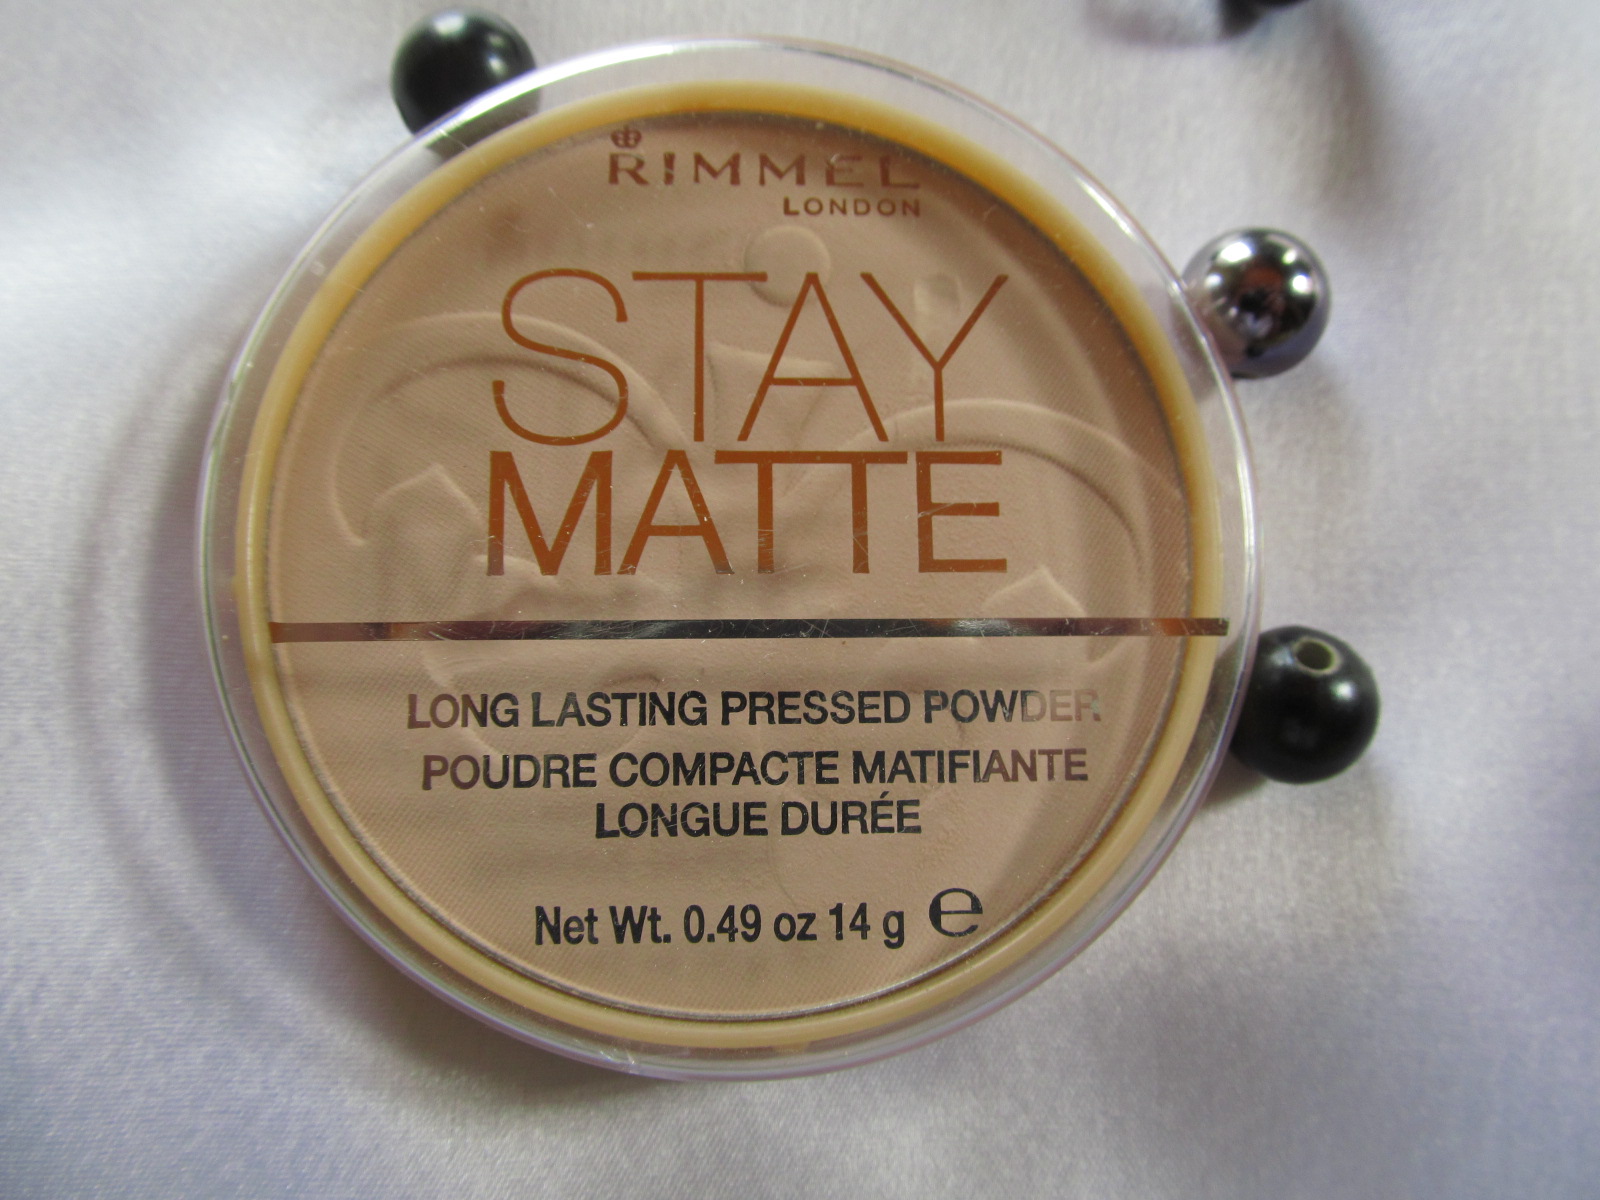 RIMMEL
LONDON
STAY
MATTE
LONG LASTING PRESSED POWDER
POUDRE COMPACTE MATIFIANTE
LONGUE DURÉE
Net Wt. 0.49 oz 14 g ℮